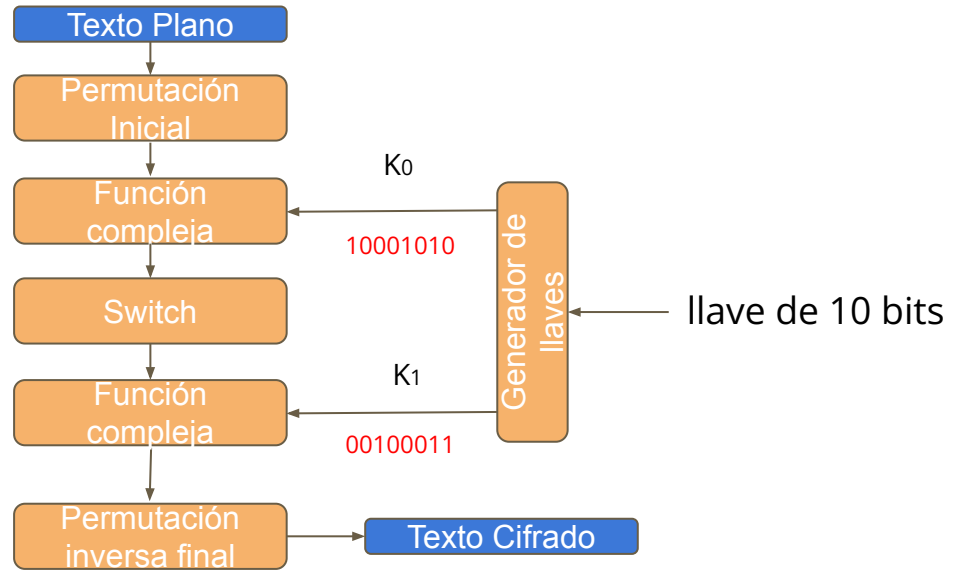 Texto Plano
Permutación
Inicial
Función
compleja
K0
10001010
Switch
Generador de
llaves
llave de 10 bits
Función
compleja
K1
00100011
Permutación
inversa final
Texto Cifrado